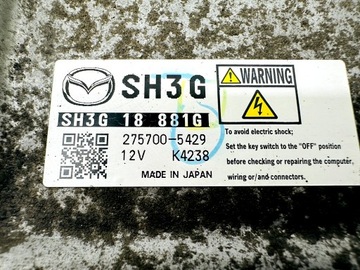 SH3G
SH3G 18 881G
275700-5429
12V K4238
MADE IN JAPAN
WARNING
To avoid electric shock;
Set the key switch to the "OFF" position
before checking or repairing the computer,
wiring or/and connectors.